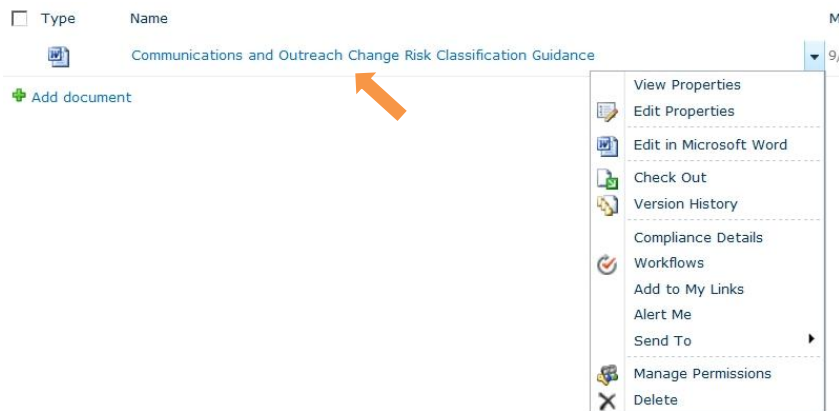 Type Name M
Communications and Outreach Change Risk Classification Guidance 9/
Add document
View Properties
Edit Properties
Edit in Microsoft Word
Check Out
Version History
Compliance Details
Workflows
Add to My Links
Alert Me
Send To
Manage Permissions
Delete